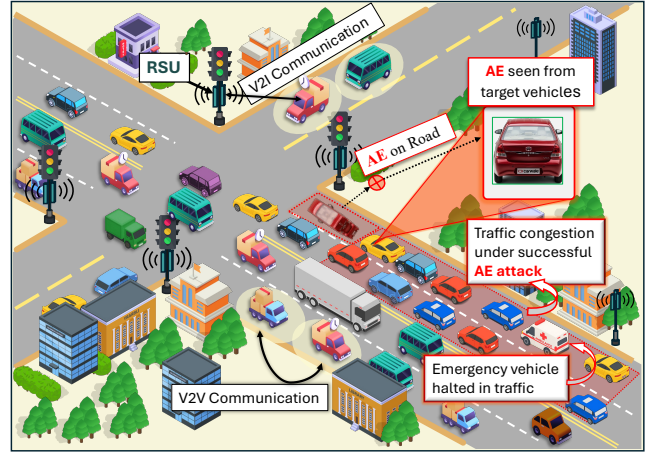 RSU
V2I Communication
AE seen from
target vehicles
AE on Road
Traffic congestion
under successful
AE attack
Emergency vehicle
halted in traffic
V2V Communication